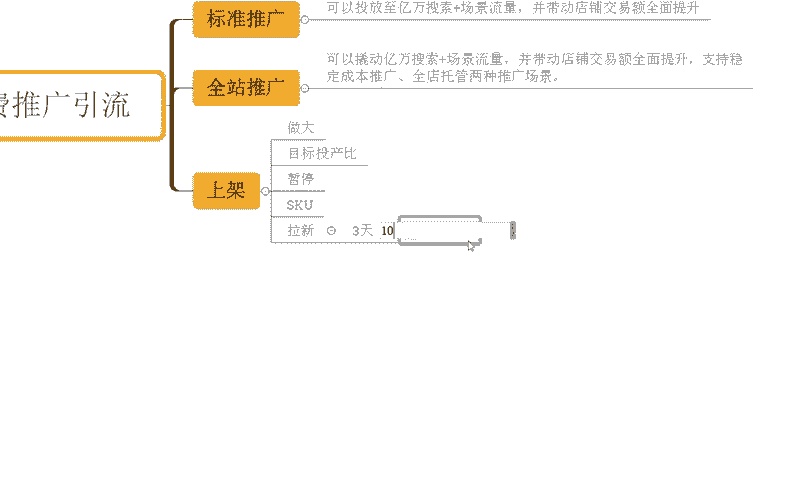 标准推广
可以投放至亿万搜索+场景流量，并带动店铺交易额全面提升
全站推广
可以撬动亿万搜索+场景流量，并带动店铺交易额全面提升，支持稳
定成本推广、全店托管两种推广场景。
费推广引流
上架
做大
目标投产比
暂停
SKU
拉新 3天 10